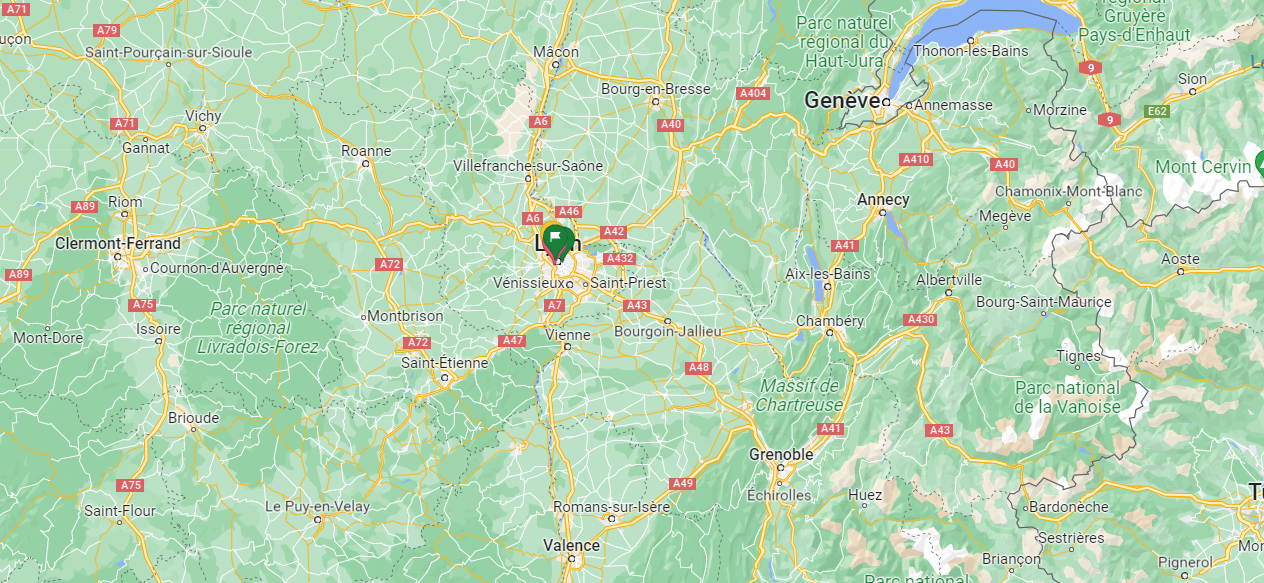 A71
A79
uçon
Saint-Pourçain-sur-Sioule
Mâcon
Parc naturel
régional du
Haut-Jura
régional
Gruyère
Pays-d'Enhaut
Thonon-les-Bains
9
Sion
Bourg-en-Bresse
A404
Genève
Annemasse
Morzine
E62
9
A71
Vichy
A6
A40
Gannat
Roanne
Villefranche-sur-Saône
A410
A40
Mont Cervin
Riom
A89
Annecy
Chamonix-Mont-Blanc
Megève
A6
A46
A42
Clermont-Ferrand
A41
A432
Aoste
A89
Cournon-d'Auvergne
A72
Vénissieux
Saint-Priest
Aix-les-Bains
Albertville
A75
A7
A43
Bourg-Saint-Maurice
Parc naturel
régional
Livradois-Forez
Montbrison
Chambéry
A430
Mont-Dore
Issoire
A72
A47
Vienne
Bourgoin-Jallieu
Saint-Étienne
A48
Tignes
Massif de
Chartreuse
Parc national
de la Vanoise
Brioude
A41
A43
Grenoble
A75
A49
Échirolles
Huez
Saint-Flour
Le Puy-en-Velay
Romans-sur-Isère
Bardonèche
Sestrières
Valence
Briançon
Pignerol
Parc national